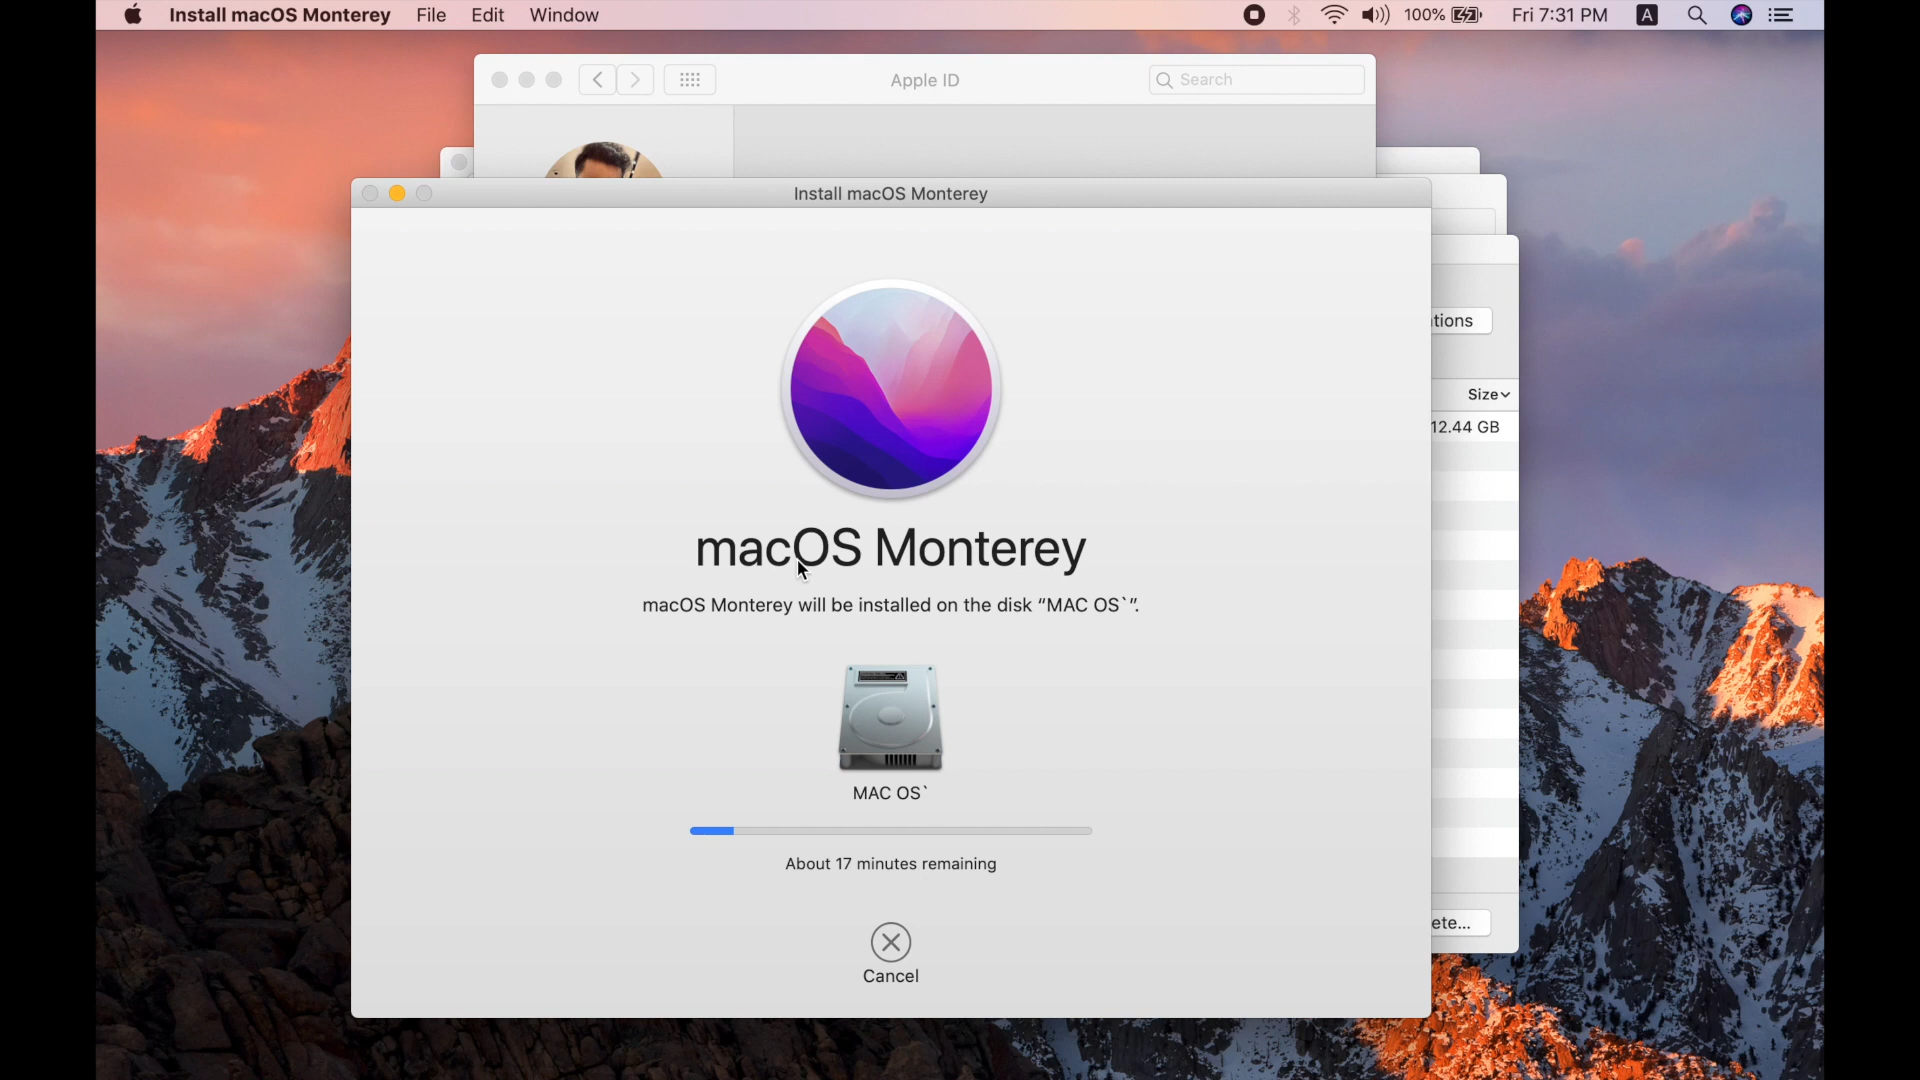 Install macOS Monterey File Edit Window 100% Fri 7:31 PM A
Apple ID
Search
Install macOS Monterey
tions
Size
12.44 GB
macOS Monterey
macOS Monterey will be installed on the disk “MAC OS`”.
MAC OS`
About 17 minutes remaining
ete...
Cancel